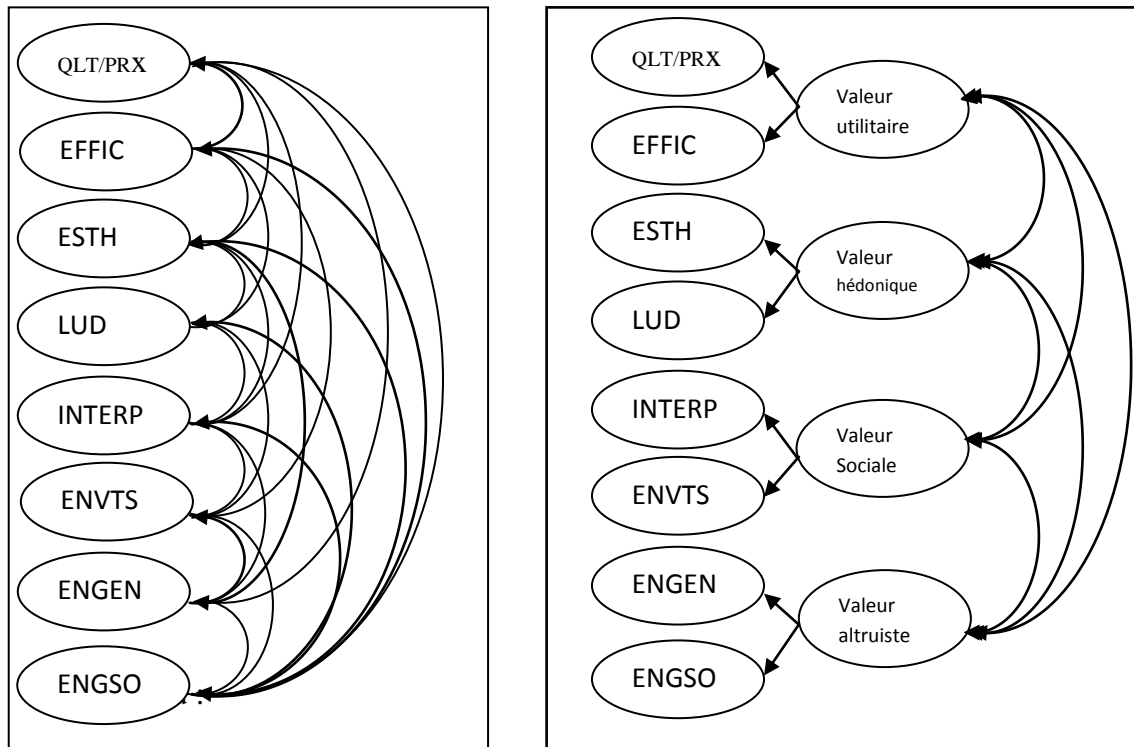 QLT/PRX
EFFIC
ESTH
LUD
INTERP
ENVTS
ENGEN
ENGSO
QLT/PRX
EFFIC
ESTH
LUD
INTERP
ENVTS
ENGEN
ENGSO
Valeur
utilitaire
Valeur
hédonique
Valeur
Sociale
Valeur
altruiste